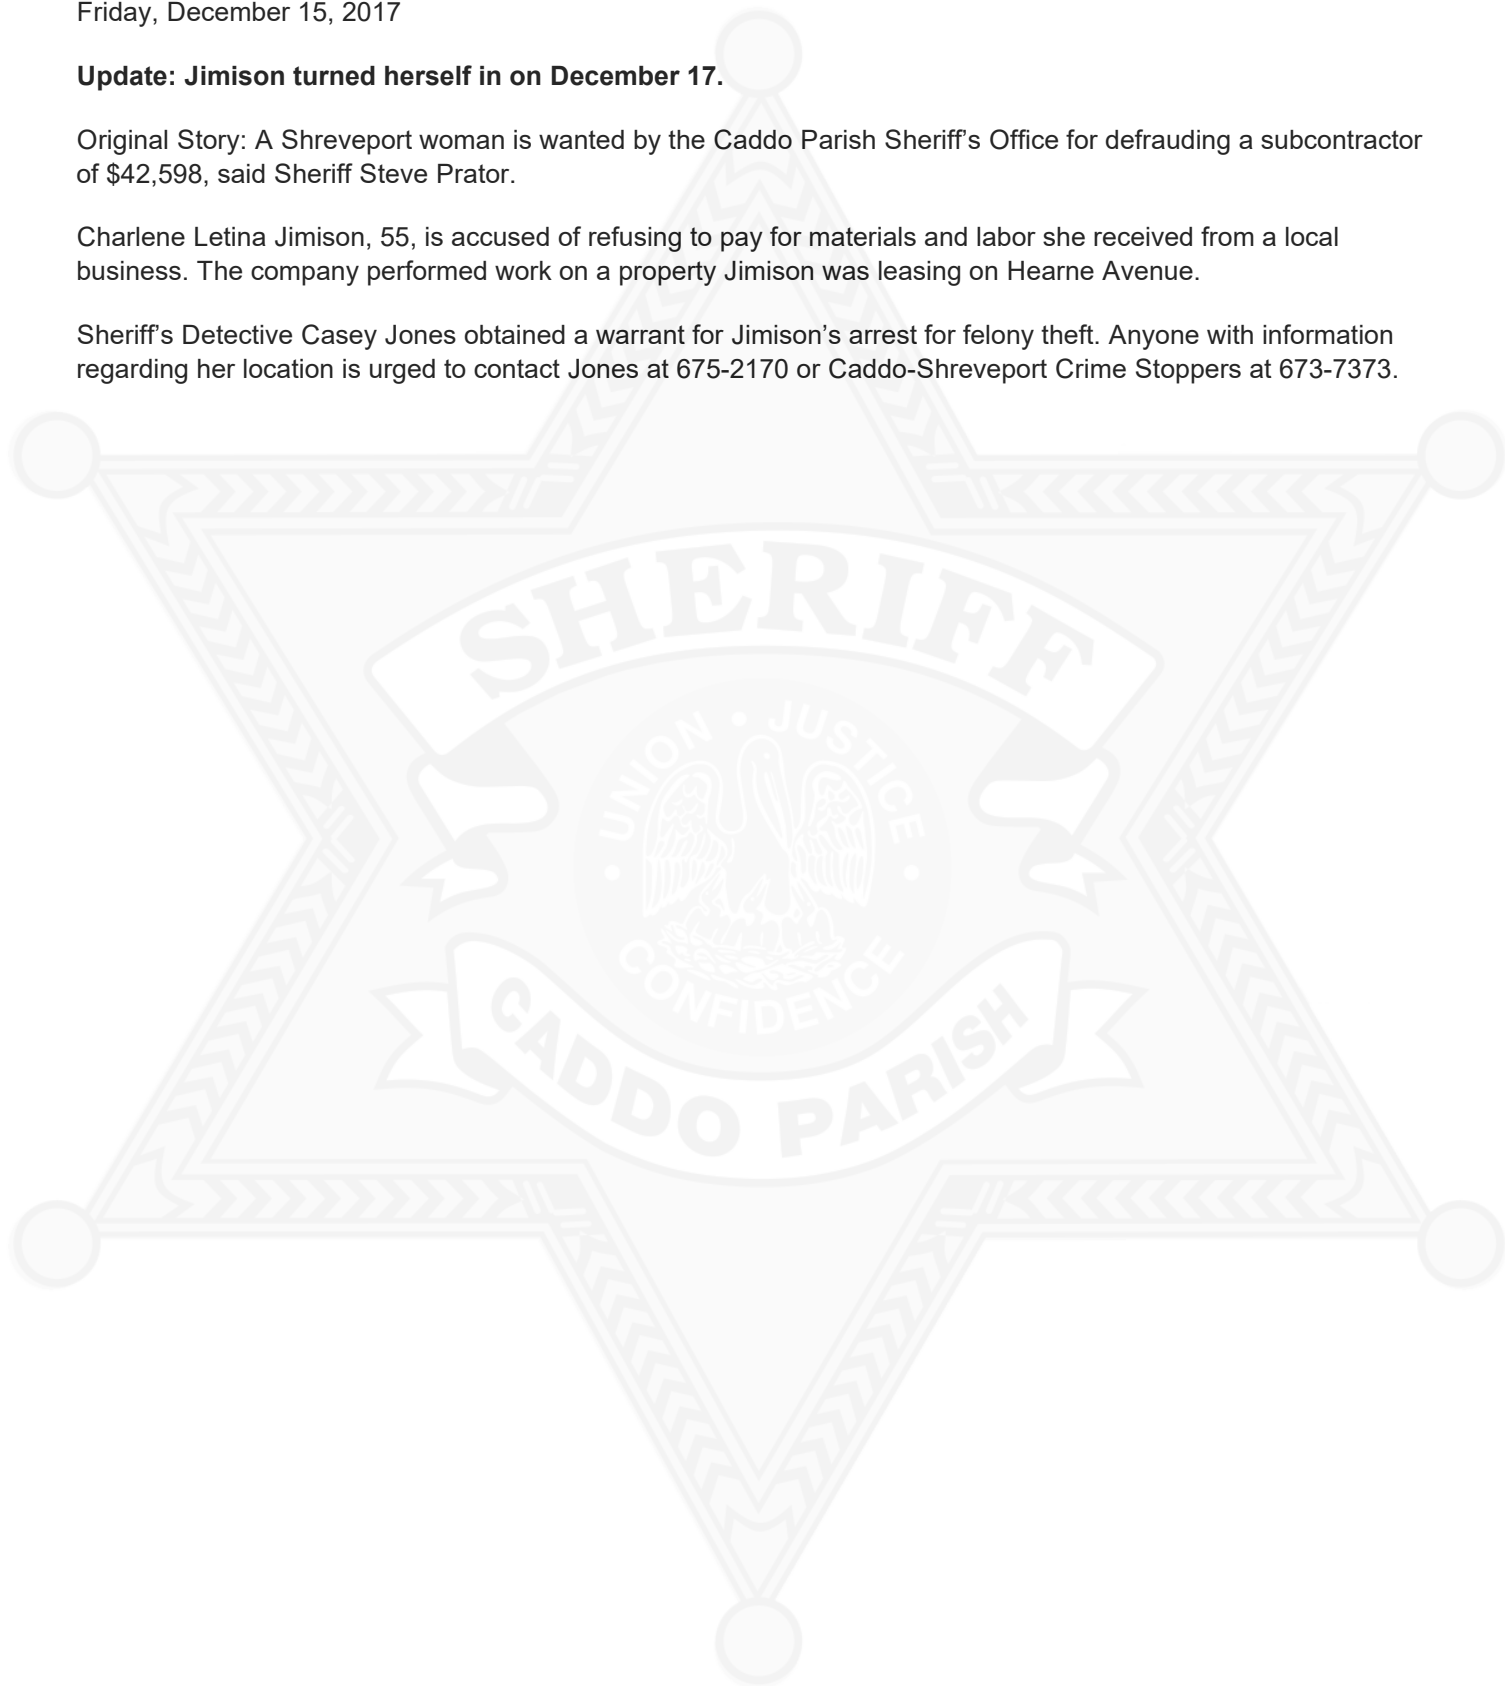 Friday, December 15, 2017
Update: Jimison turned herself in on December 17.
Original Story: A Shreveport woman is wanted by the Caddo Parish Sheriff’s Office for defrauding a subcontractor
of $42,598, said Sheriff Steve Prator.
Charlene Letina Jimison, 55, is accused of refusing to pay for materials and labor she received from a local
business. The company performed work on a property Jimison was leasing on Hearne Avenue.
Sheriff’s Detective Casey Jones obtained a warrant for Jimison’s arrest for felony theft. Anyone with information
regarding her location is urged to contact Jones at 675-2170 or Caddo-Shreveport Crime Stoppers at 673-7373.
SHERIFF
UNION • JUSTICE
• CONFIDENCE •
CADDO PARISH